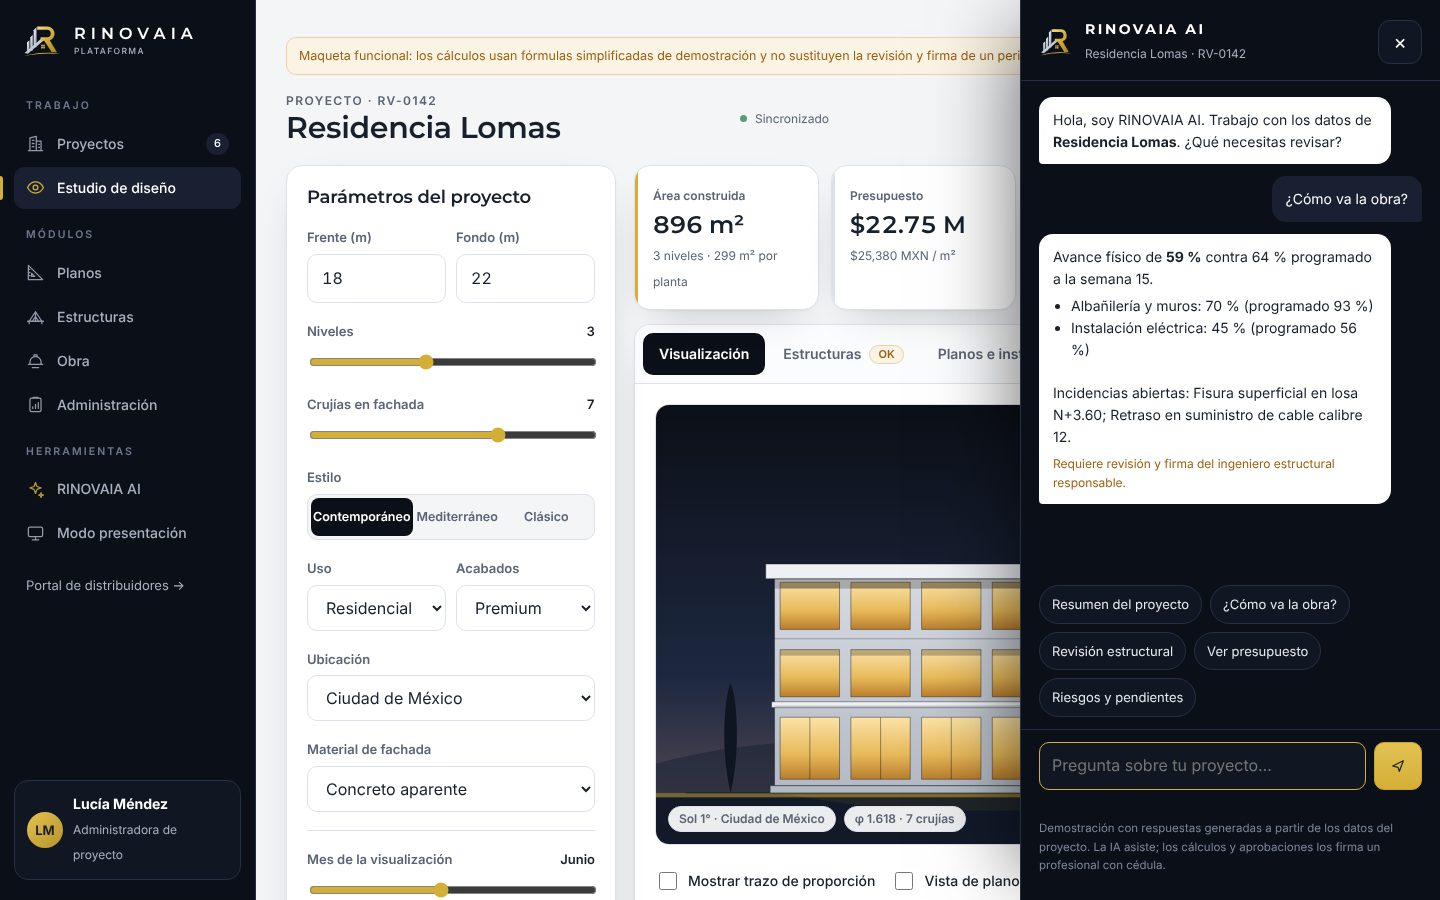 RINOVAIA
PLATAFORMA
TRABAJO
Proyectos 6
Estudio de diseño
MÓDULOS
Planos
Estructuras
Obra
Administración
HERRAMIENTAS
RINOVAIA AI
Modo presentación
Portal de distribuidores →
LM
Lucía Méndez
Administradora de
proyecto
Maqueta funcional: los cálculos usan fórmulas simplificadas de demostración y no sustituyen la revisión y firma de un peri
PROYECTO · RV-0142
Residencia Lomas
Sincronizado
Parámetros del proyecto
Frente (m) Fondo (m)
18 22
Niveles 3
Crujías en fachada 7
Estilo
Contemporáneo Mediterráneo Clásico
Uso Acabados
Residencial Premium
Ubicación
Ciudad de México
Material de fachada
Concreto aparente
Mes de la visualización Junio
Área construida
896 m²
3 niveles · 299 m² por
planta
Presupuesto
$22.75 M
$25,380 MXN / m²
Visualización Estructuras OK Planos e inst
Sol 1° · Ciudad de México φ 1.618 · 7 crujías
Mostrar trazo de proporción Vista de plano
RINOVAIA AI
Residencia Lomas · RV-0142
Hola, soy RINOVAIA AI. Trabajo con los datos de
Residencia Lomas. ¿Qué necesitas revisar?
¿Cómo va la obra?
Avance físico de 59 % contra 64 % programado
a la semana 15.
• Albañilería y muros: 70 % (programado 93 %)
• Instalación eléctrica: 45 % (programado 56
%)
Incidencias abiertas: Fisura superficial en losa
N+3.60; Retraso en suministro de cable calibre
12.
Requiere revisión y firma del ingeniero estructural
responsable.
Resumen del proyecto ¿Cómo va la obra?
Revisión estructural Ver presupuesto
Riesgos y pendientes
Pregunta sobre tu proyecto...
Demostración con respuestas generadas a partir de los datos del
proyecto. La IA asiste; los cálculos y aprobaciones los firma un
profesional con cédula.